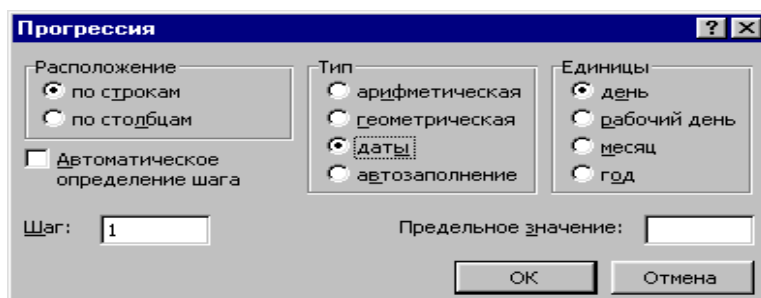 Прогрессия
Расположение
по строкам
по столбцам
Автоматическое
определение шага
Тип
арифметическая
геометрическая
даты
автозаполнение
Единицы
день
рабочий день
месяц
год
Шаг: 1
Предельное значение:
ОК
Отмена